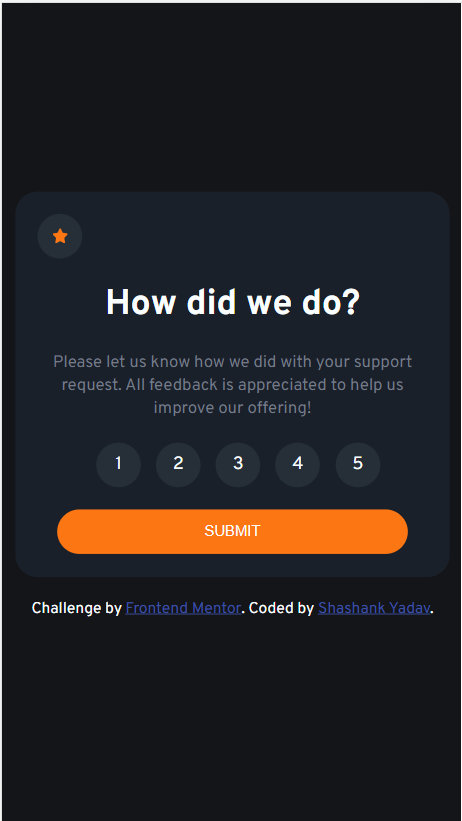 How did we do?
Please let us know how we did with your support
request. All feedback is appreciated to help us
improve our offering!
1 2 3 4 5
SUBMIT
Challenge by Frontend Mentor. Coded by Shashank Yadav.